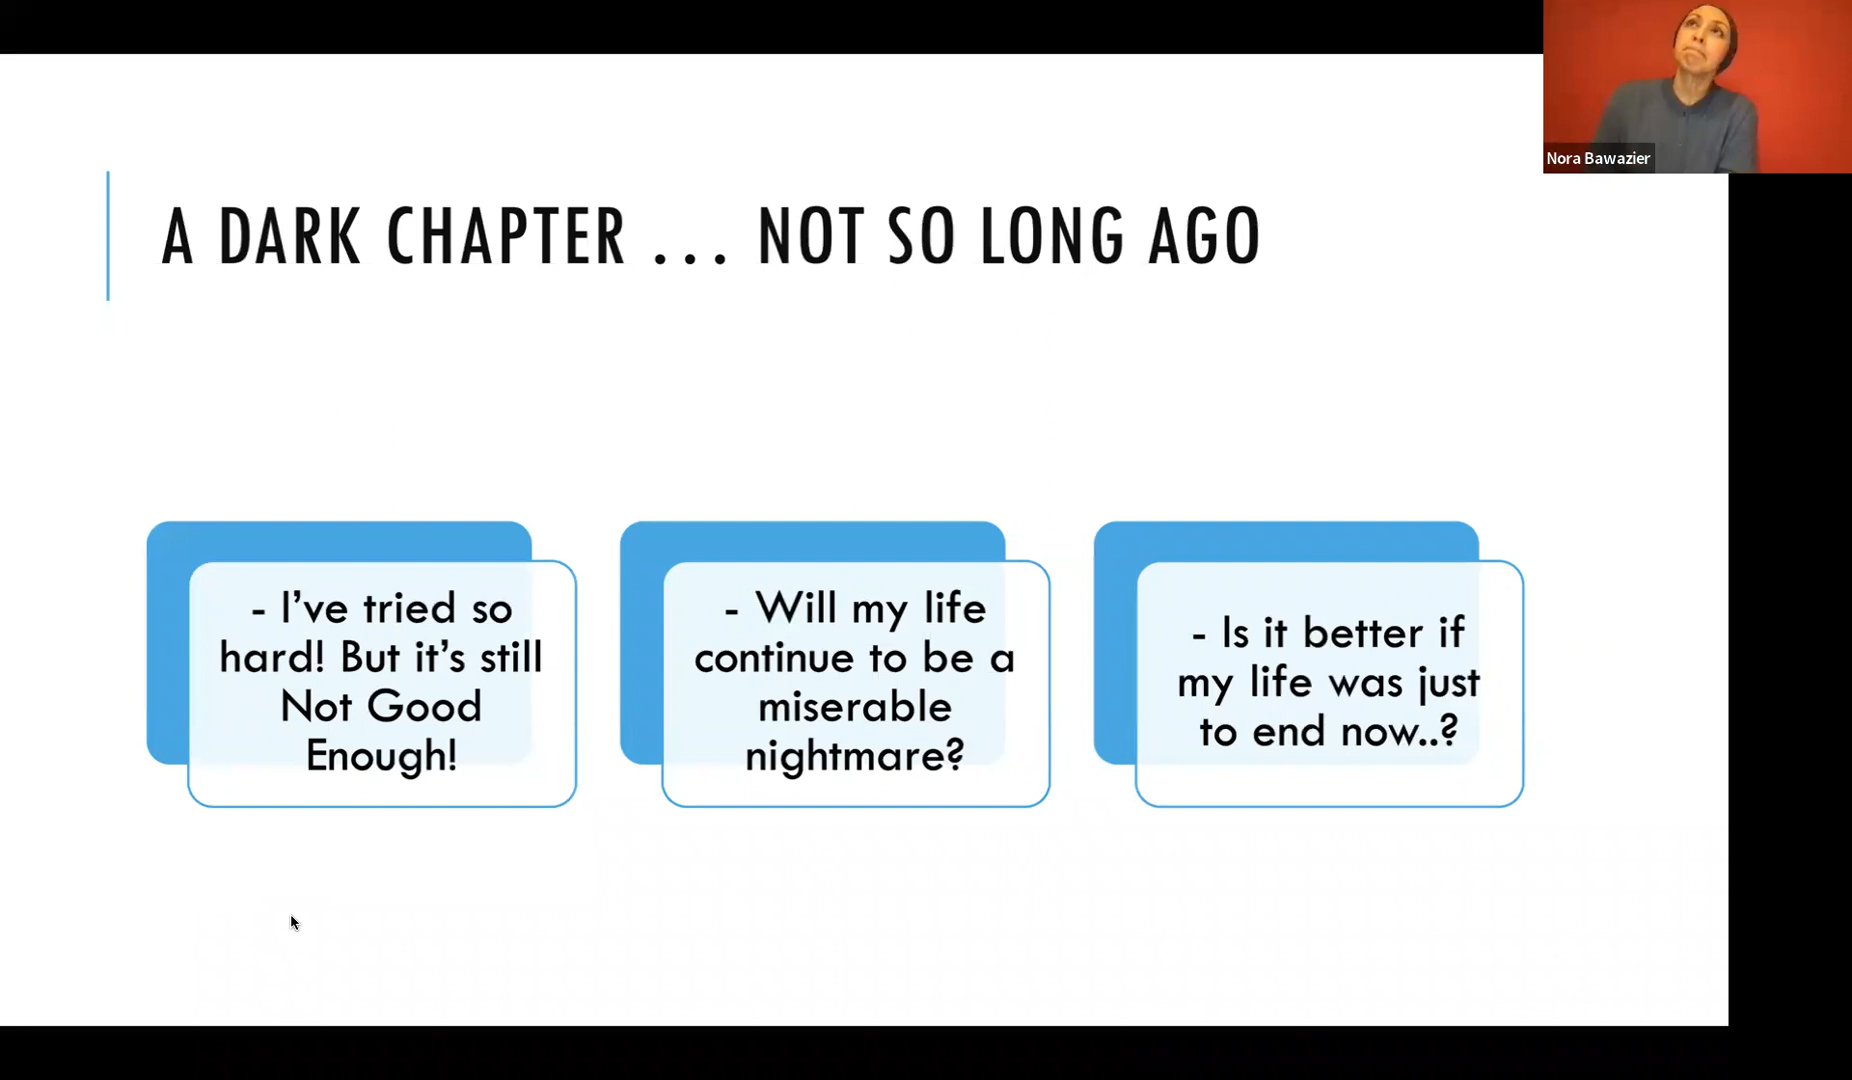 Nora Bawazier
A DARK CHAPTER ... NOT SO LONG AGO
- I've tried so
hard! But it's still
Not Good
Enough!
- Will my life
continue to be a
miserable
nightmare?
- Is it better if
my life was just
to end now..?